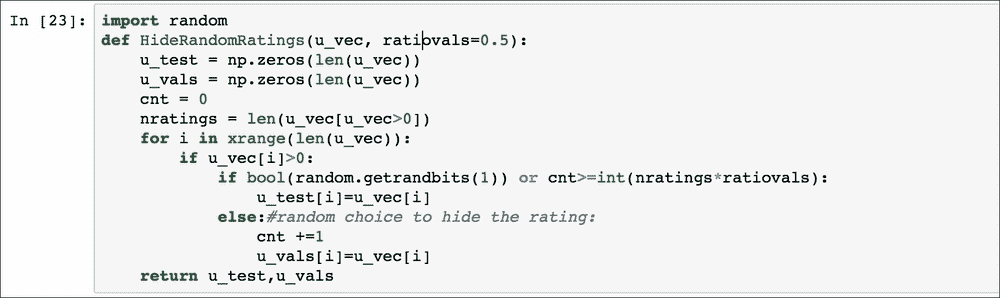 In [23]: import random
def HideRandomRatings(u_vec, ratiovals=0.5):
    u_test = np.zeros(len(u_vec))
    u_vals = np.zeros(len(u_vec))
    cnt = 0
    nratings = len(u_vec[u_vec>0])
    for i in xrange(len(u_vec)):
        if u_vec[i]>0:
            if bool(random.getrandbits(1)) or cnt>=int(nratings*ratiovals):
                u_test[i]=u_vec[i]
            else:#random choice to hide the rating:
                cnt +=1
                u_vals[i]=u_vec[i]
    return u_test,u_vals